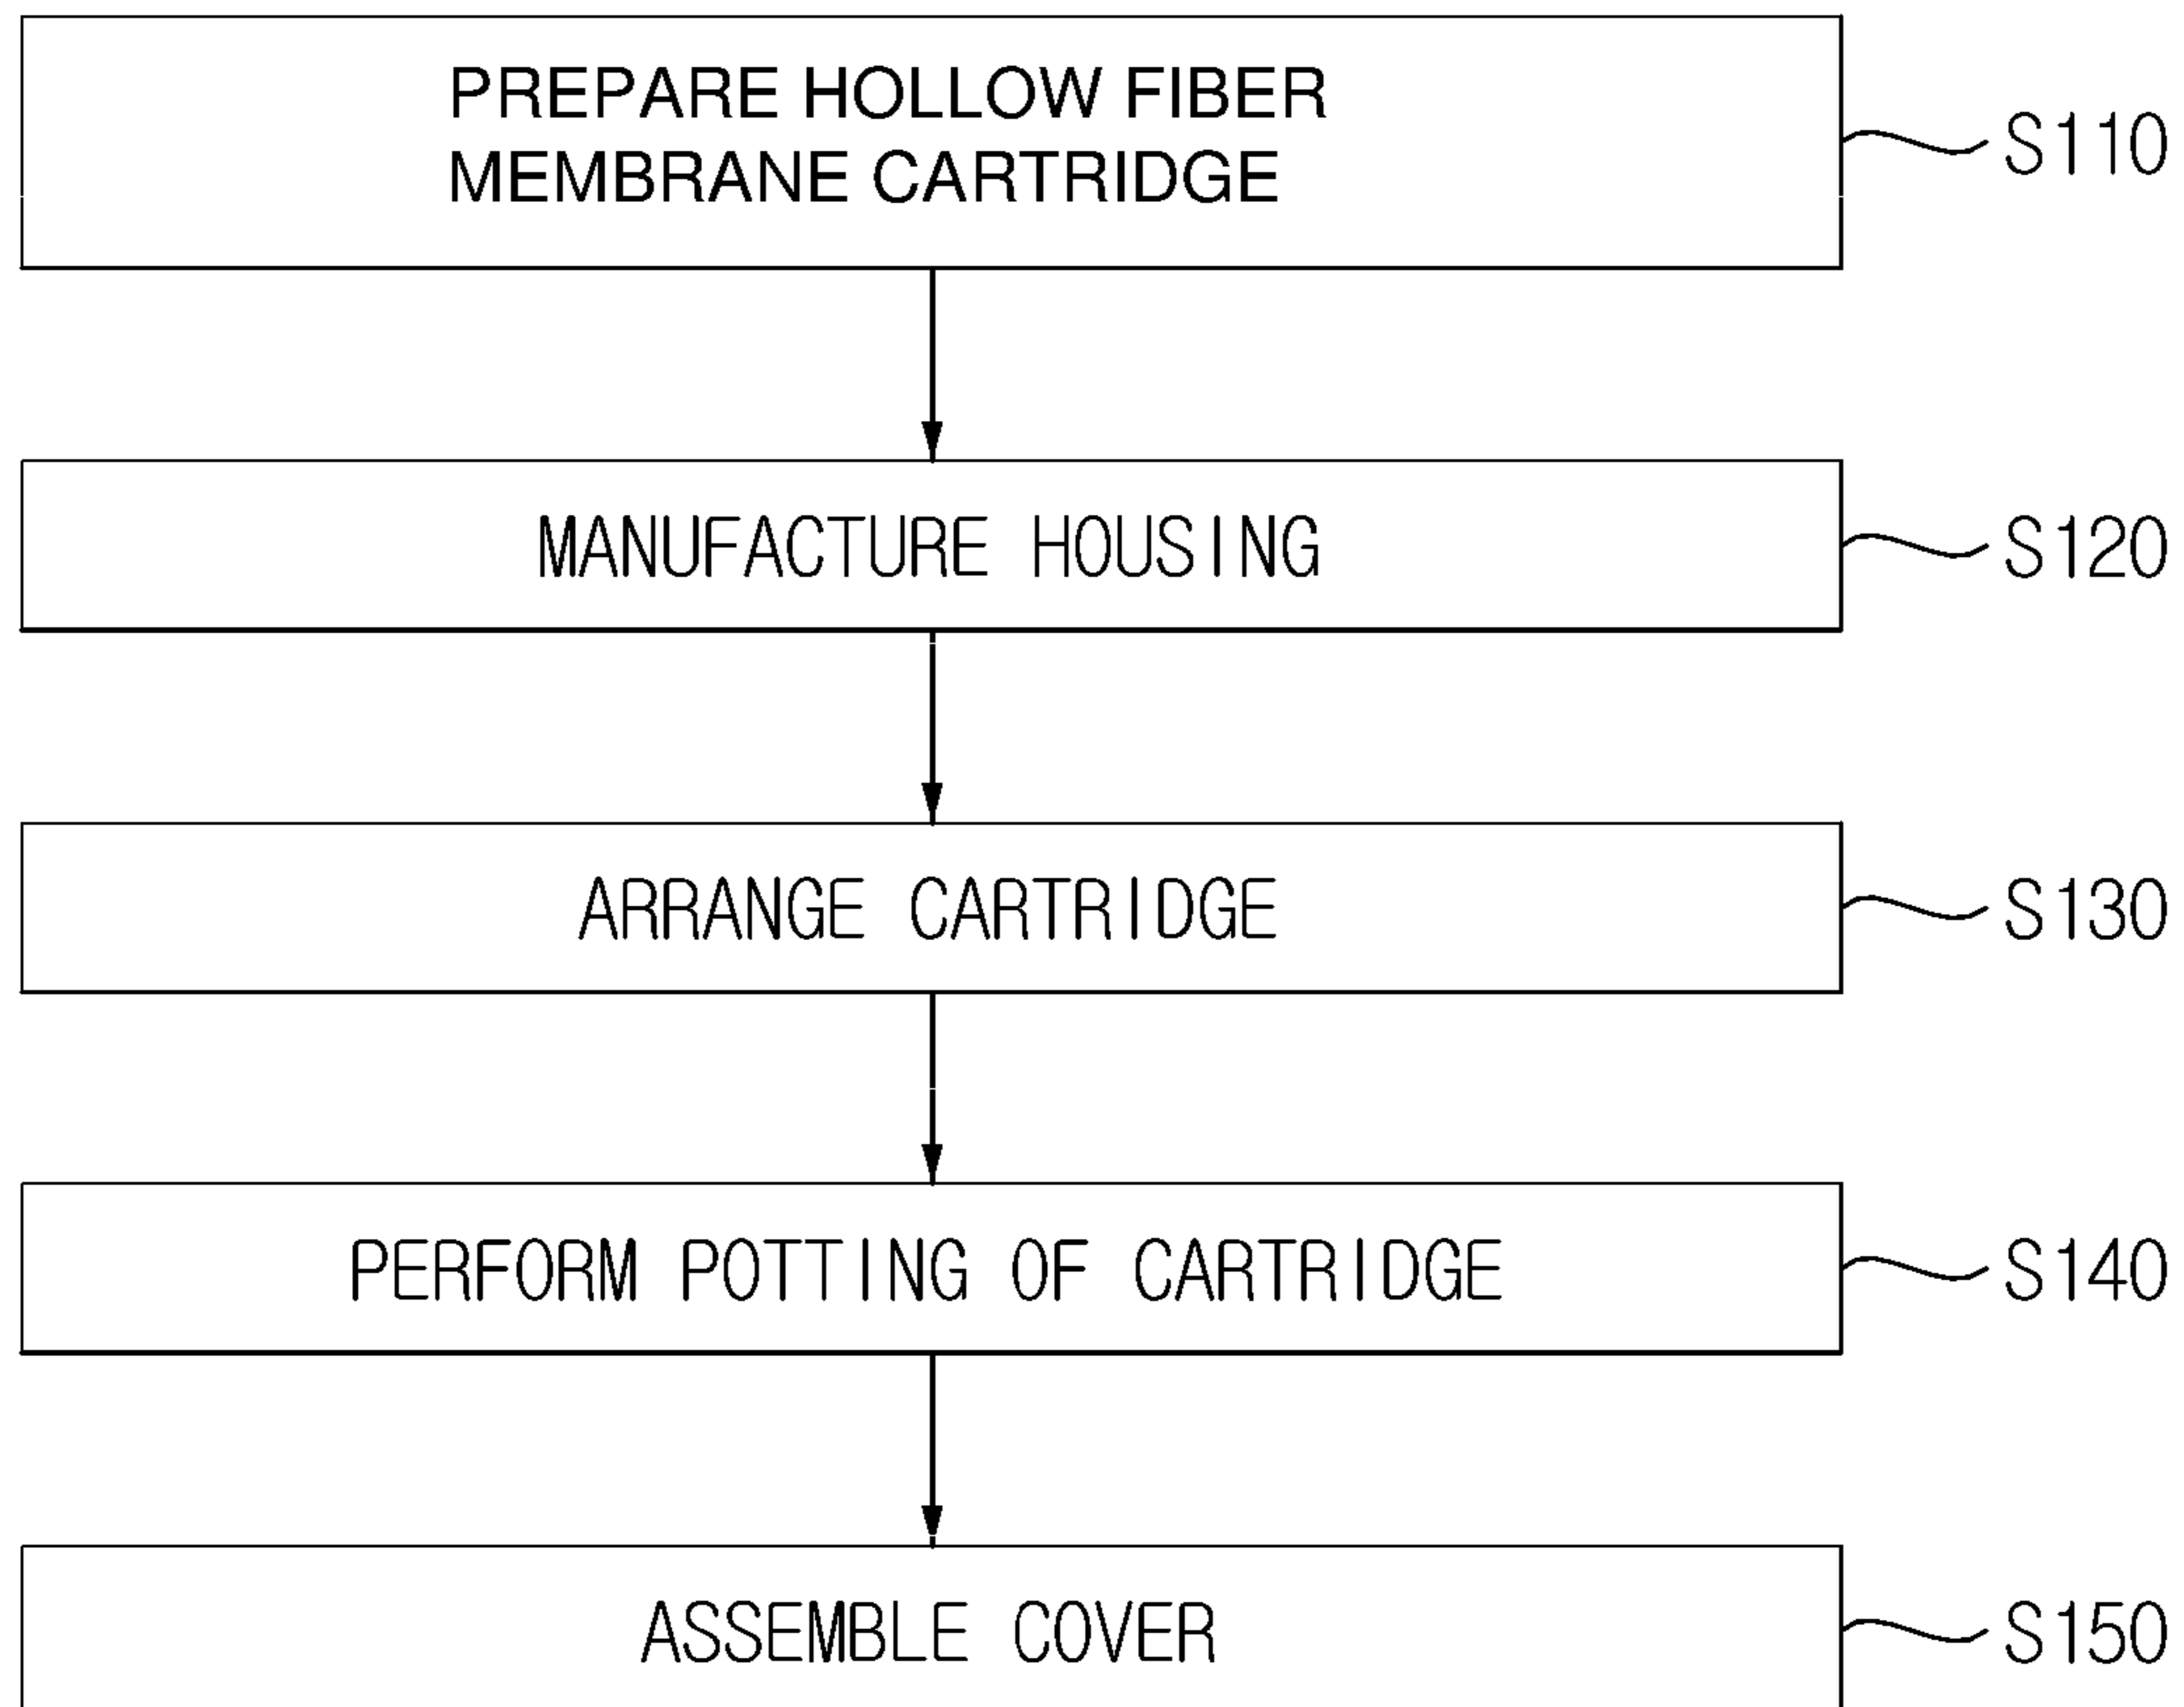 PREPARE HOLLOW FIBER
MEMBRANE CARTRIDGE
S110
MANUFACTURE HOUSING
S120
ARRANGE CARTRIDGE
S130
PERFORM POTTING OF CARTRIDGE
S140
ASSEMBLE COVER
S150